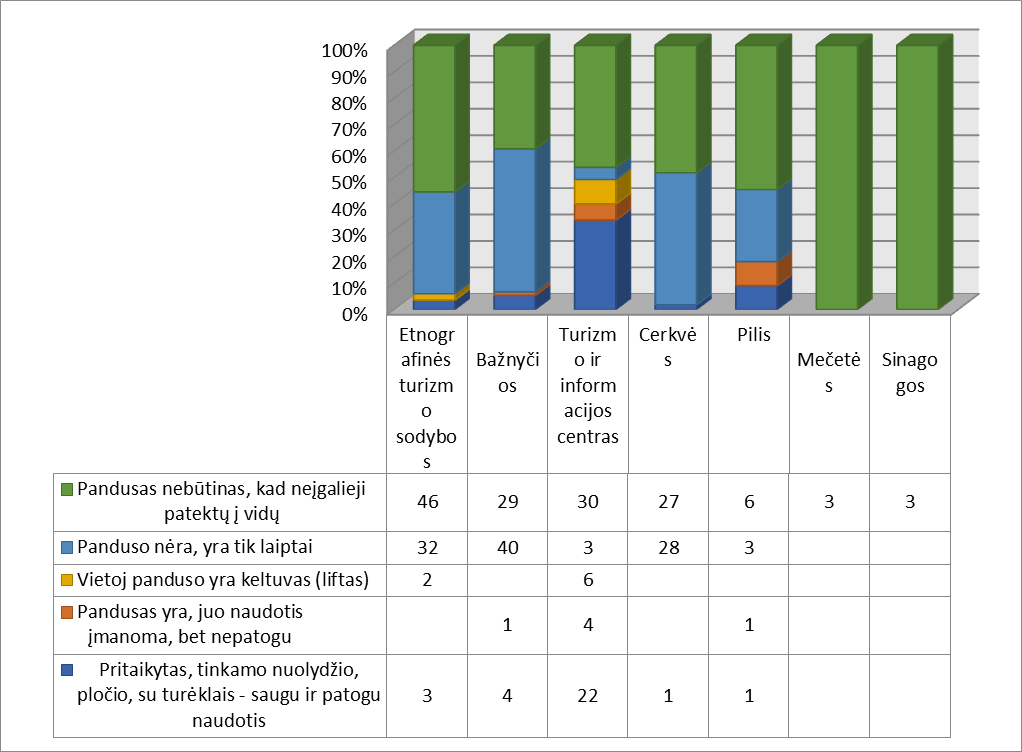 100%
90%
80%
70%
60%
50%
40%
30%
20%
10%
0%
Etnogr
afinės
turizm
o
sodybo
s
Bažnyči
os
Turizm
o ir
inform
acijos
centras
Cerkvė
s
Pilis
Mečetė
s
Sinago
gos
Pandusas nebūtinas, kad neįgalieji
patektų į vidų
46 29 30 27 6 3 3
Panduso nėra, yra tik laiptai
32 40 3 28 3
Vietoj panduso yra keltuvas (liftas)
2 6
Pandusas yra, juo naudotis
įmanoma, bet nepatogu
1 4 1
Pritaikytas, tinkamo nuolydžio,
pločio, su turėklais - saugu ir patogu
naudotis
3 4 22 1 1